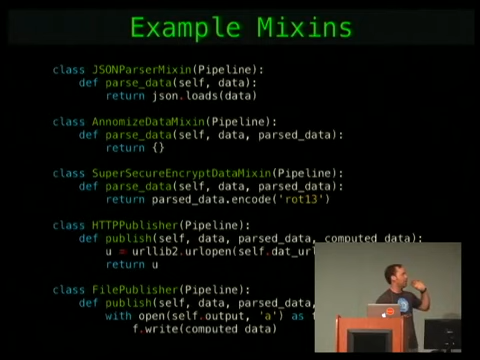 Example Mixins
class JSONParserMixin(Pipeline):
def parse_data(self, data):
return json.loads(data)
class AnnomizeDataMixin(Pipeline):
def parse_data(self, data, parsed_data):
return {}
class SuperSecureEncryptDataMixin(Pipeline):
def parse_data(self, data, parsed_data):
return parsed_data.encode('rot13')
class HTTPPublisher(Pipeline):
def publish(self, data, parsed_data, computed_data):
u = urllib2.urlopen(self.dat_url
return u
class FilePublisher(Pipeline):
def publish(self, data, parsed_data,
with open(self.output, 'a') as f
f.write(computed_data)